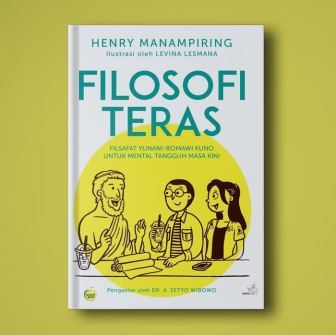 HENRY MANAMPIRING
Ilustrasi oleh LEVINA LESMANA
FILOSOFI
TERAS
FILSAFAT YUNANI-ROMAWI KUNO
UNTUK MENTAL TANGGUH MASA KINI
Pengantar oleh DR. A. SETYO WIBOWO